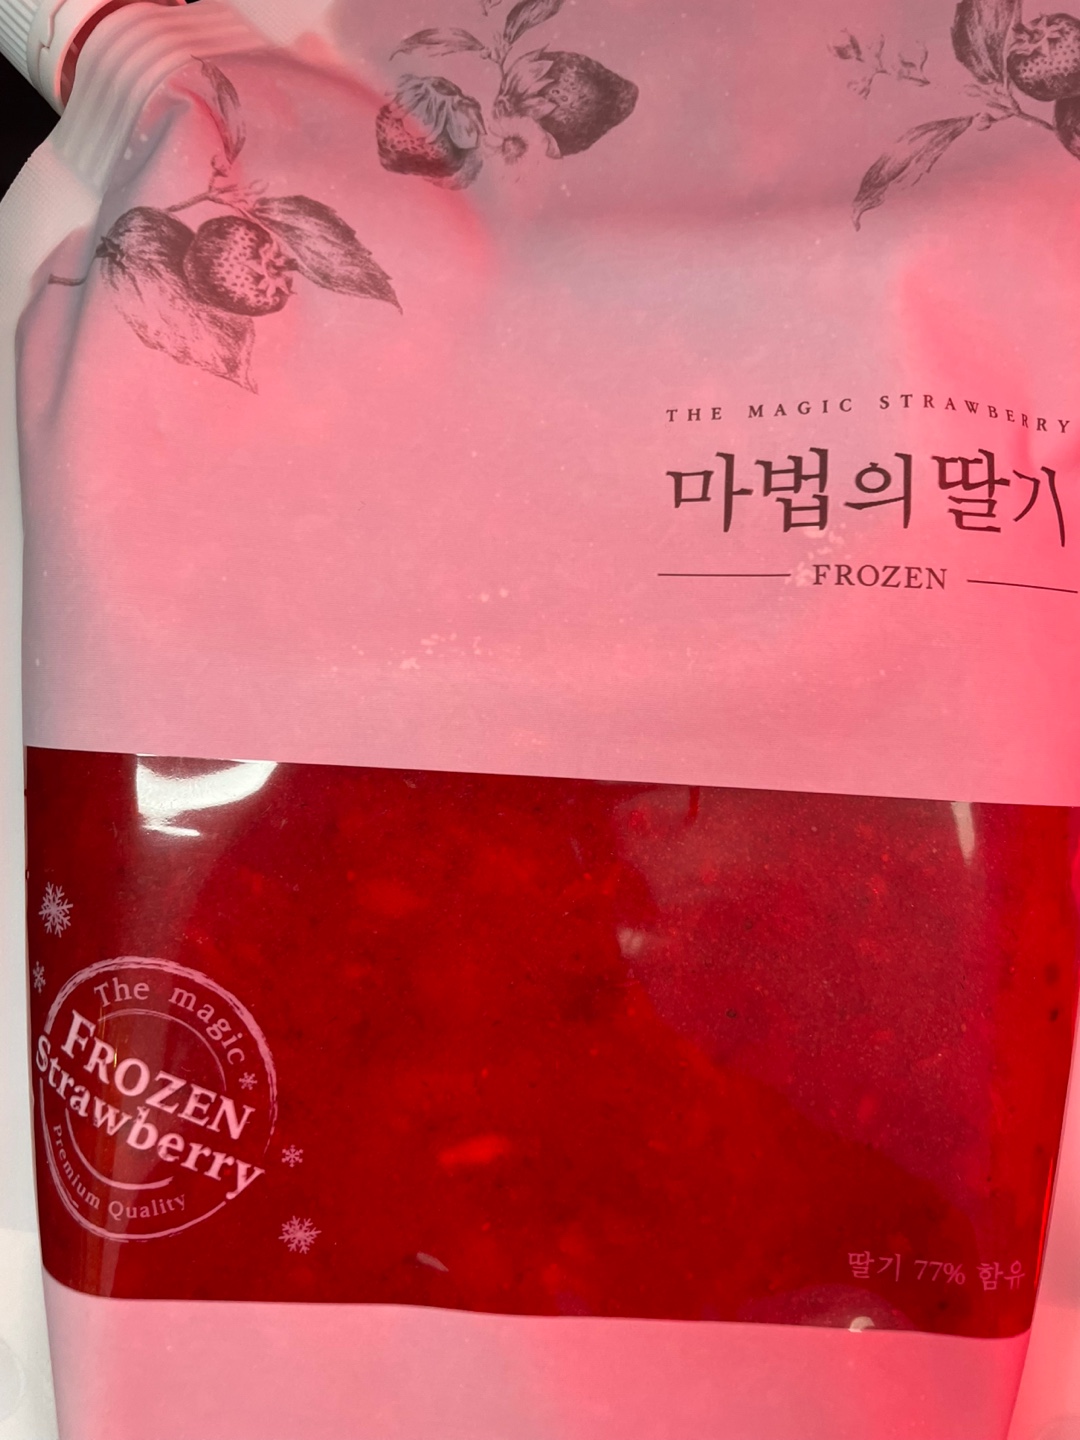 THE MAGIC STRAWBERRY
마법의 딸기
FROZEN
The magic
FROZEN
Strawberry
Premium Quality
딸기 77% 함유